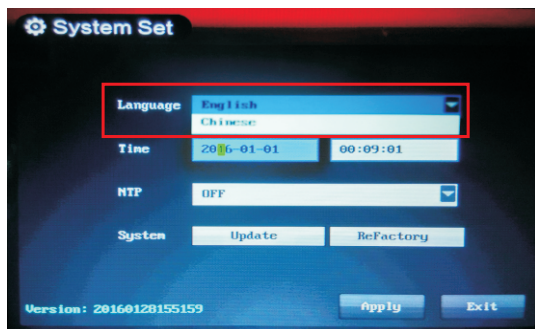 System Set
Language English
Chinese
Time 2016-01-01 00:09:01
NTP OFF
System Update ReFactory
Version: 20160128155159 Apply Exit